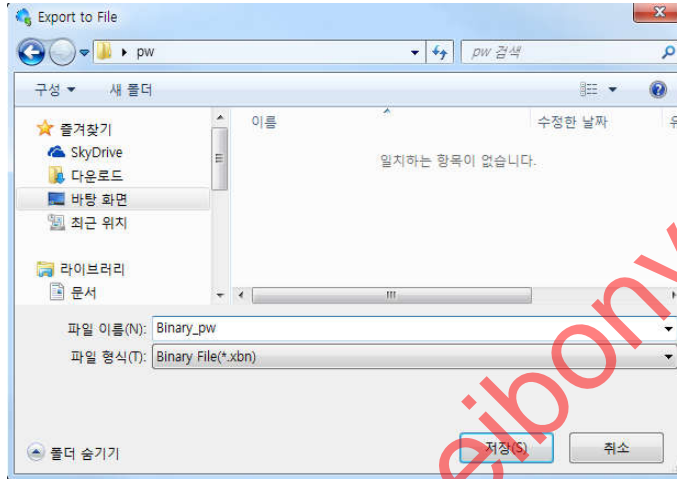 Export to File
pw
pw 검색
구성
새 폴더
이름
수정한 날짜
일치하는 항목이 없습니다.
즐겨찾기
SkyDrive
다운로드
바탕 화면
최근 위치
라이브러리
문서
파일 이름(N): Binary_pw
파일 형식(T): Binary File(*.xbn)
폴더 숨기기
저장(S)
취소